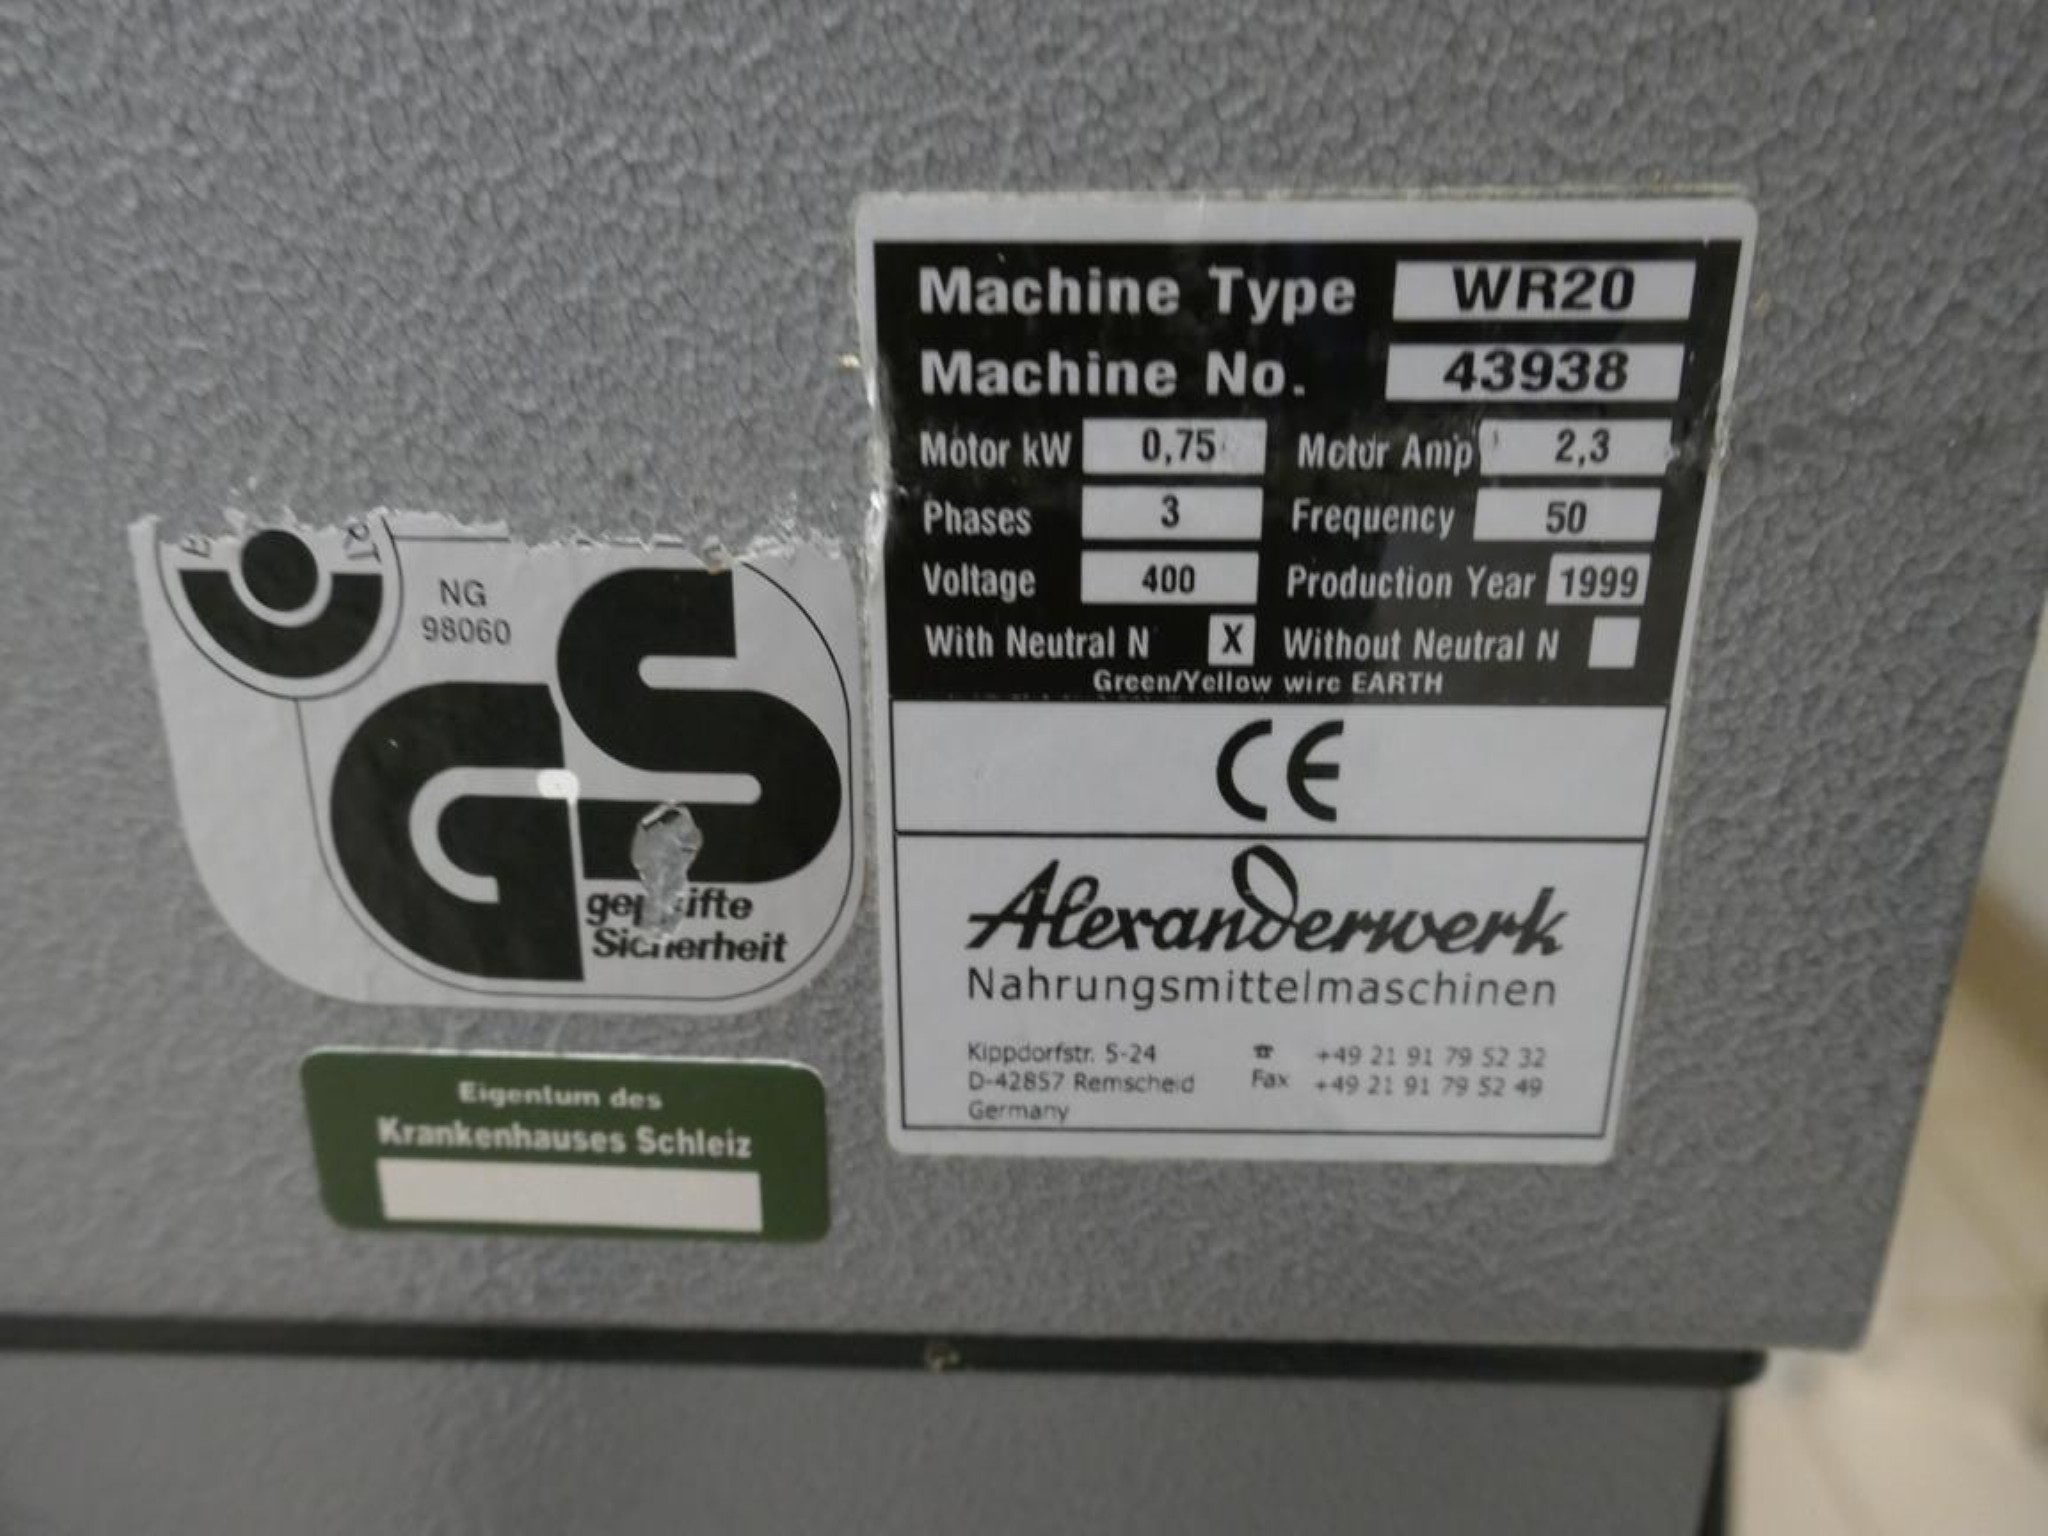 Machine Type WR20
Machine No. 43938
Motor kW 0,75 Motor Amp 2,3
Phases 3 Frequency 50
Voltage 400 Production Year 1999
With Neutral N X Without Neutral N
Green/Yellow wire EARTH
CE
Alexanderwerk
Nahrungsmittelmaschinen
Kippdorfstr. 5-24 ☎ +49 21 91 79 52 32
D-42857 Remscheid Fax +49 21 91 79 52 49
Germany
NG
98060
GS
geprüfte
Sicherheit
Eigentum des
Krankenhauses Schleiz